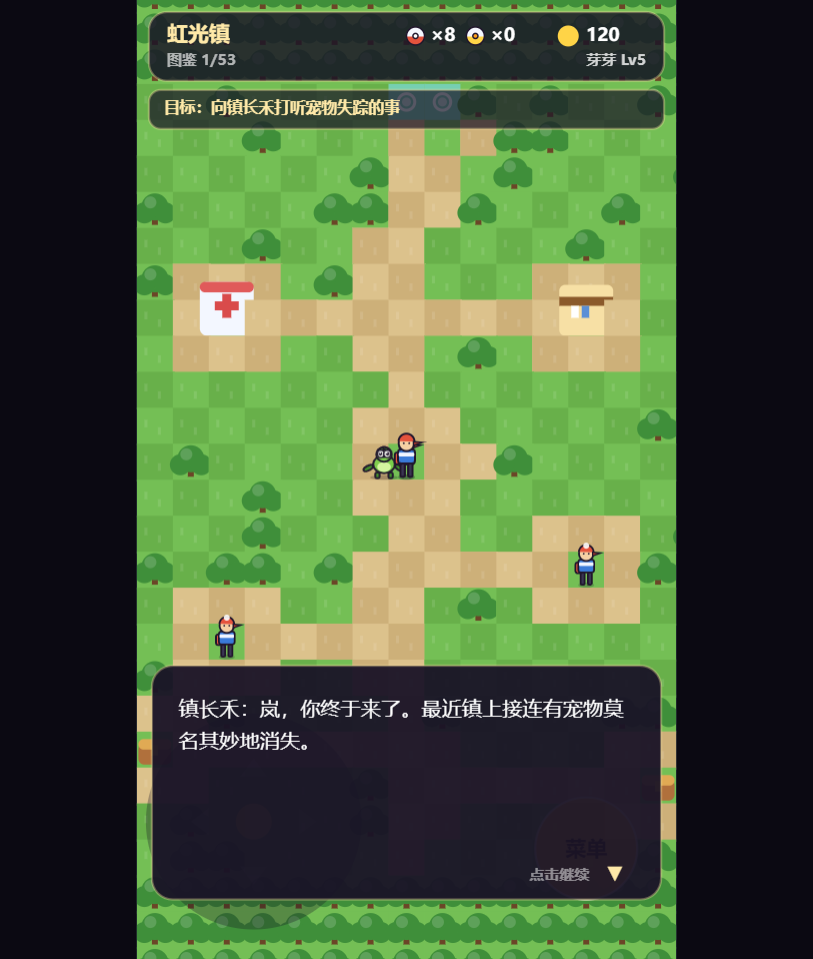 虹光镇
×8 ×0 120
图鉴 1/53
芽芽 Lv5
目标：向镇长禾打听宠物失踪的事
镇长禾：岚，你终于来了。最近镇上接连有宠物莫
名其妙地消失。
菜单
点击继续 ▼